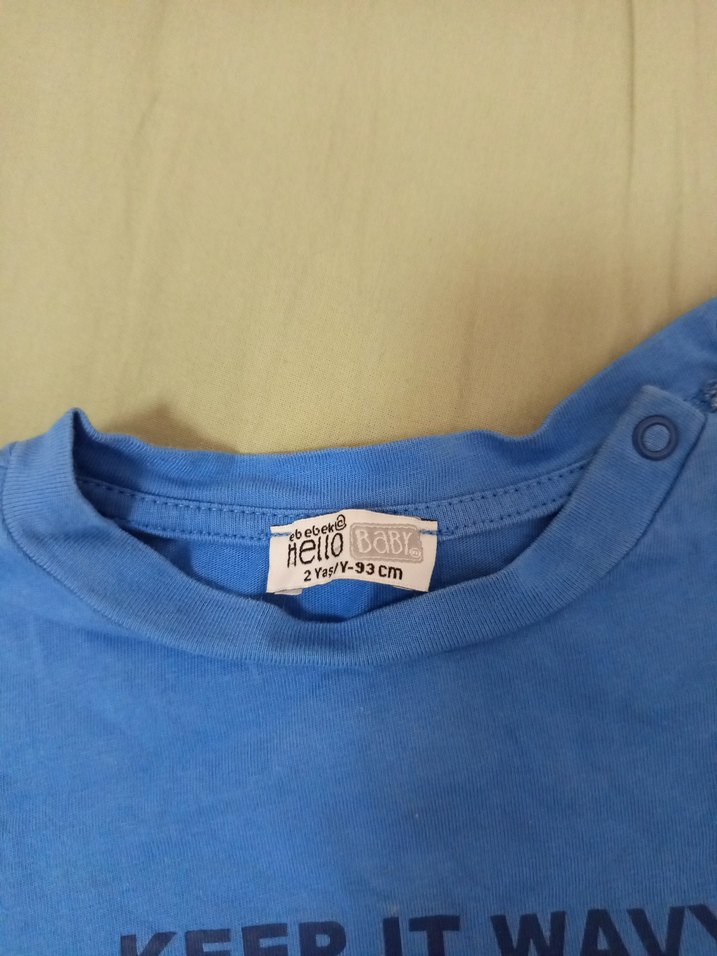 ebebek©
Hello BaBY
2 Yaş/Y-93 cm
KEEP IT WAVY